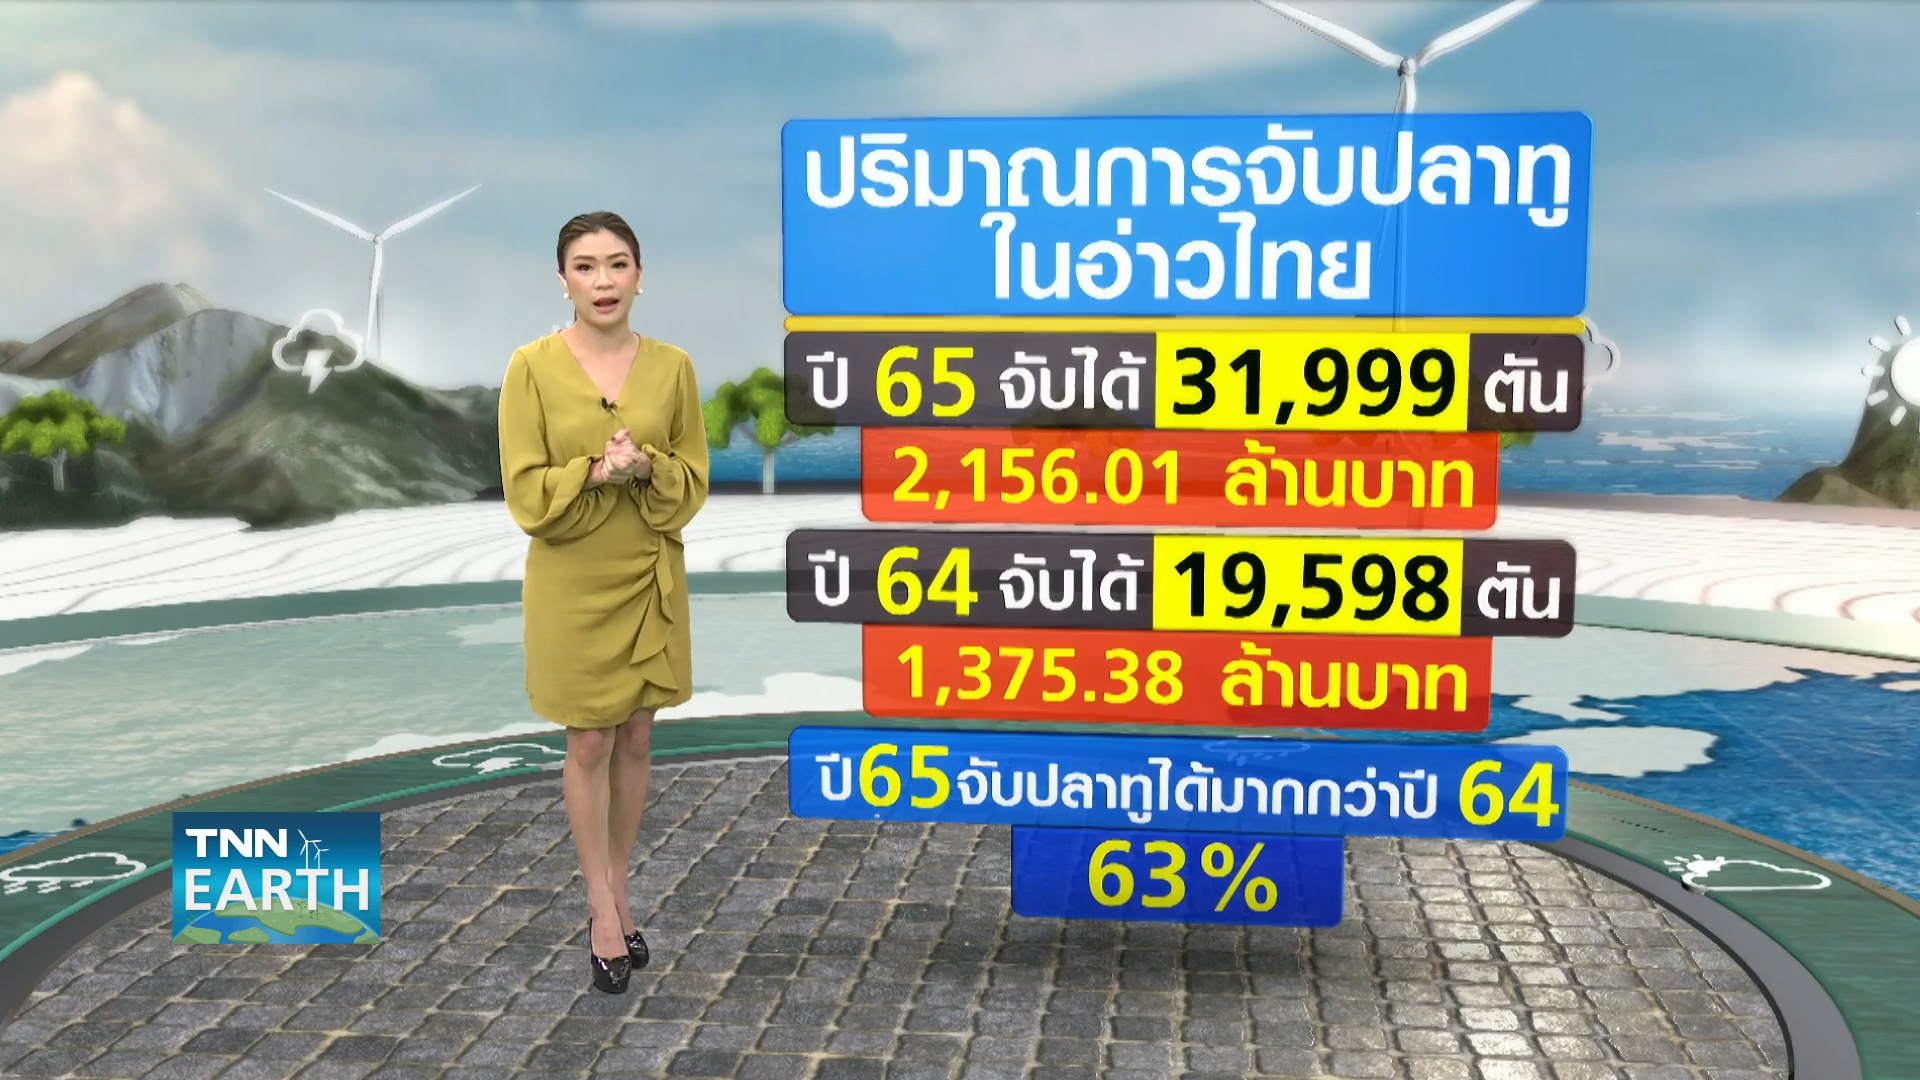 ปริมาณการจับปลาทู
ในอ่าวไทย
ปี 65 จับได้ 31,999 ตัน
2,156.01 ล้านบาท
ปี 64 จับได้ 19,598 ตัน
1,375.38 ล้านบาท
ปี65จับปลาทูได้มากกว่าปี 64
63%
TNN
EARTH